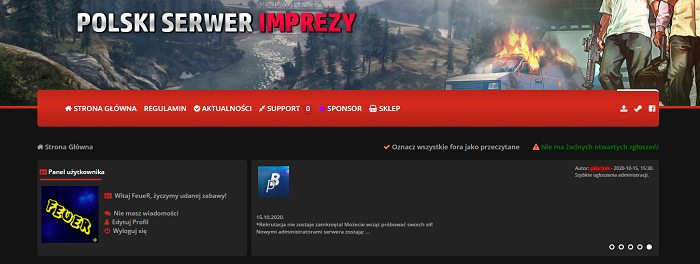 POLSKI SERWER IMPREZY
STRONA GŁÓWNA REGULAMIN AKTUALNOŚCI SUPPORT 0 SPONSOR SKLEP
Strona Główna
Oznacz wszystkie fora jako przeczytane
Nie ma żadnych otwartych zgłoszeń!
Panel użytkownika
FEUER
Witaj FeueR, życzymy udanej zabawy!
Nie masz wiadomości
Edytuj Profil
Wyloguj się
Autor: - 2020-10-15, 15:30.
Szybkie ogłoszenia administracji.
15.10.2020.
*Rekrutacja nie zostaje zamknięta! Możecie wciąż próbować swoich sił!
Nowymi administratorami serwera zostają: ...